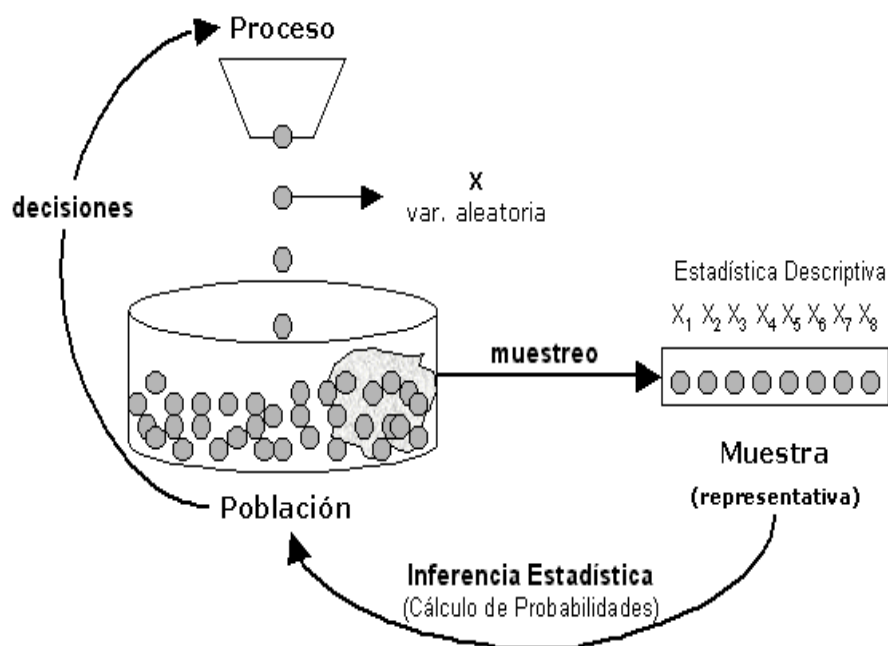 Proceso
decisiones
X
var. aleatoria
Estadística Descriptiva
X1 X2 X3 X4 X5 X6 X7 X8
muestreo
Muestra
(representativa)
Población
Inferencia Estadística
(Cálculo de Probabilidades)